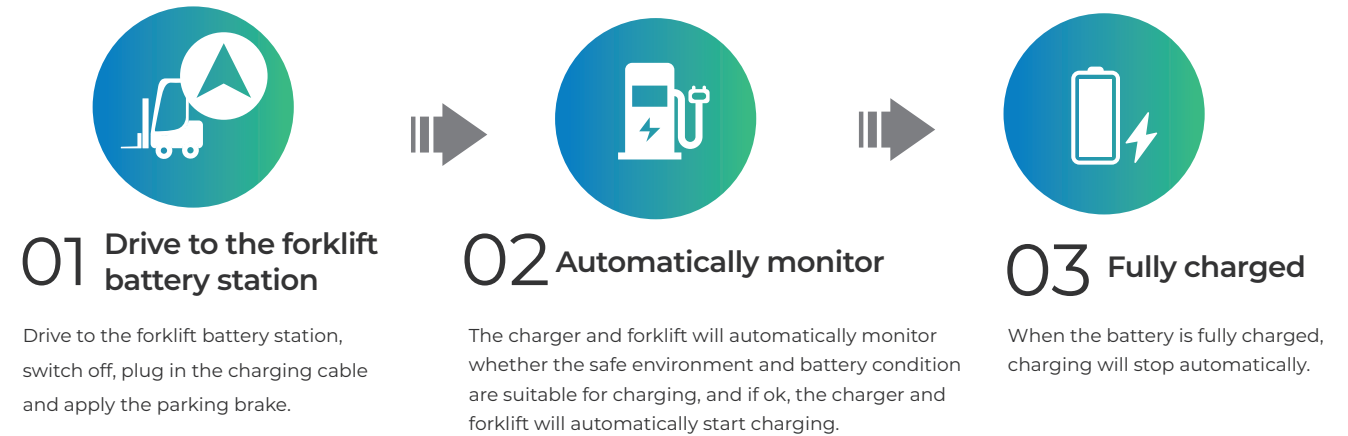 01
Drive to the forklift
battery station
Drive to the forklift battery station,
switch off, plug in the charging cable
and apply the parking brake.
02
Automatically monitor
The charger and forklift will automatically monitor
whether the safe environment and battery condition
are suitable for charging, and if ok, the charger and
forklift will automatically start charging.
03
Fully charged
When the battery is fully charged,
charging will stop automatically.